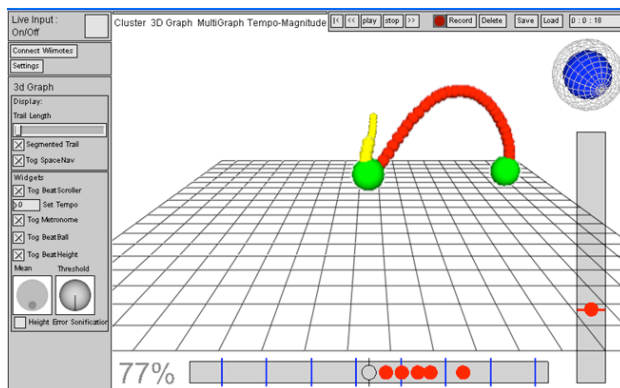 Live Input :
On/Off
Cluster 3D Graph MultiGraph Tempo-Magnitude
|< << play stop >> Record Delete Save Load 0 : 0 : 18
Connect Wiimotes
Settings
3d Graph
Display:
Trail Length
Segmented Trail
Tog SpaceNav
Widgets
Tog BeatScroller
0 Set Tempo
Tog Metronome
Tog BeatBall
Tog BeatHeight
Mean Threshold
Height Error Sonification
77%